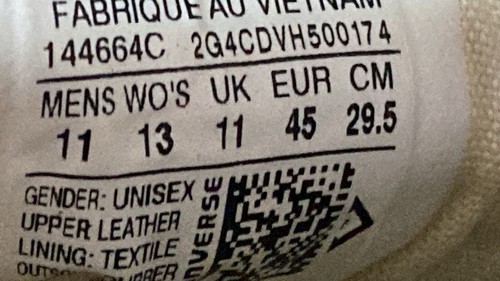 FABRIQUE AU VIETNAM
144664C 2G4CDVH500174
MENS WO'S UK EUR CM
11 13 11 45 29.5
GENDER: UNISEX
UPPER LEATHER
LINING: TEXTILE